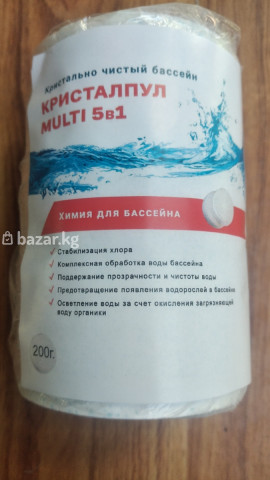 Кристально чистый бассейн
КРИСТАЛПУЛ
MULTI 5в1
bazar.kg
ХИМИЯ ДЛЯ БАССЕЙНА
• Стабилизация хлора
• Комплексная обработка воды бассейна
• Поддержание прозрачности и чистоты воды
• Предотвращение появления водорослей в бассейне
• Осветление воды за счет окисления загрязняющей
воду органики
200г.